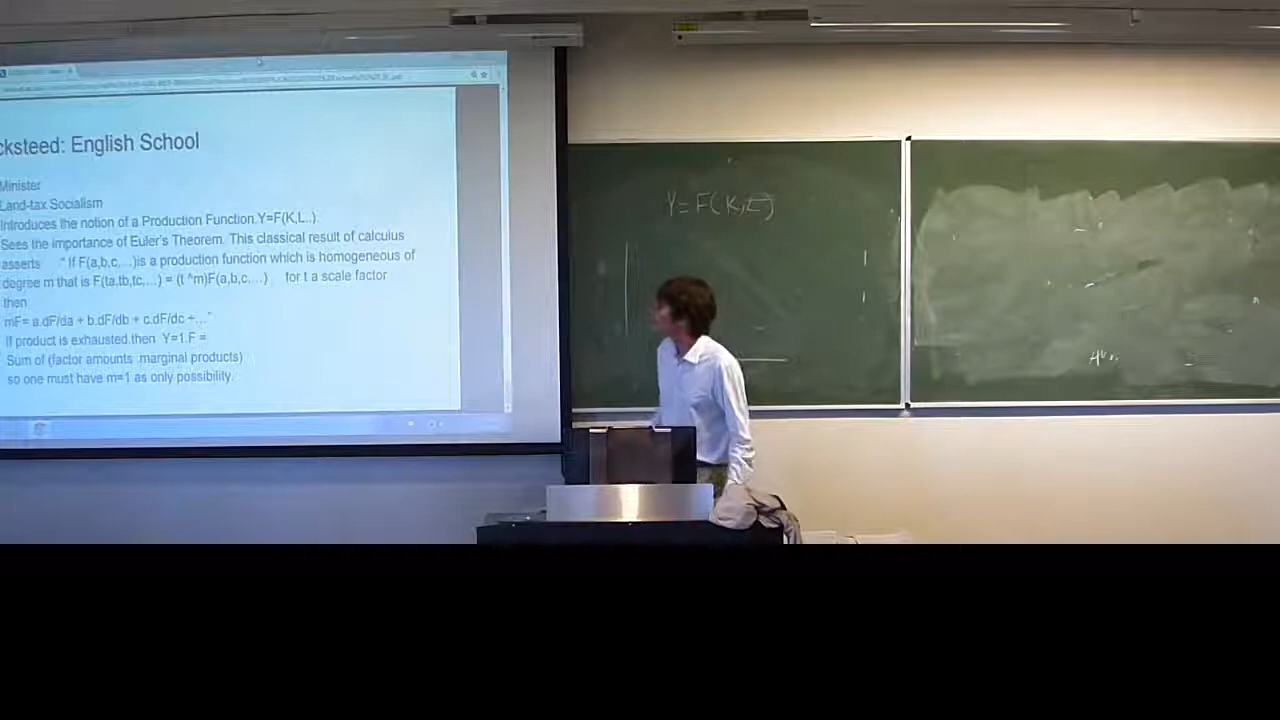 cksteed: English School
Minister
Land-tax Socialism
Introduces the notion of a Production Function Y=F(K,L..)
Sees the importance of Euler's Theorem. This classical result of calculus
asserts " If F(a,b,c,...)is a production function which is homogeneous of
degree m that is F(ta,tb,tc,...) = (t ^m)F(a,b,c,...) for t a scale factor
then
mF= a.dF/da + b.dF/db + c.dF/dc +..."
If product is exhausted then Y=1.F =
Sum of (factor amounts .marginal products)
so one must have m=1 as only possibility.
Y=F(K,L)